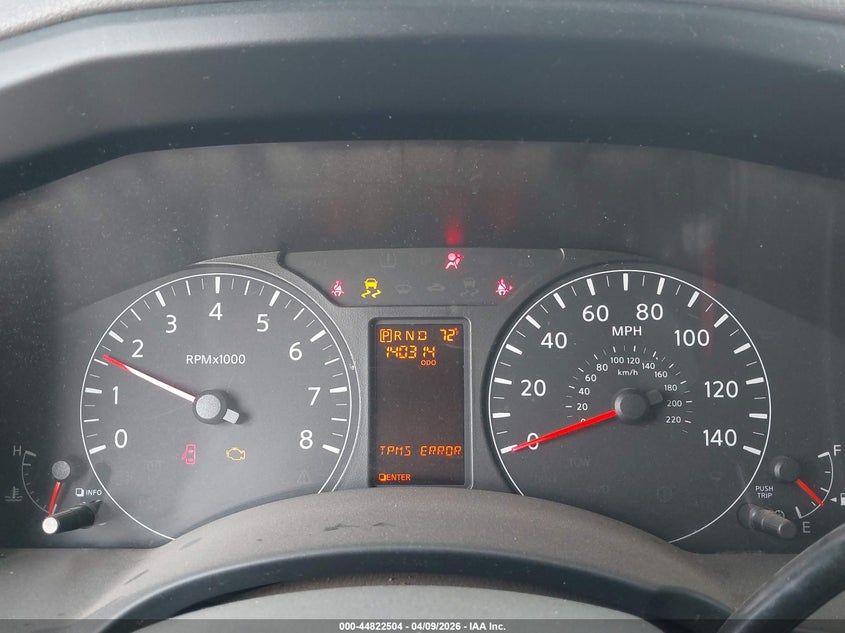 0 1 2 3 4 5 6 7 8
RPMx1000
H
INFO
P R N D 72°F
140314
ODO
TPMS ERROR
ENTER
0 20 40 60 80 100 120 140
MPH
20 40 60 80 100 120 140 160 180 200 220
km/h
TOW
PUSH
TRIP
F
E
000-44822504 - 04/09/2026 - IAA Inc.